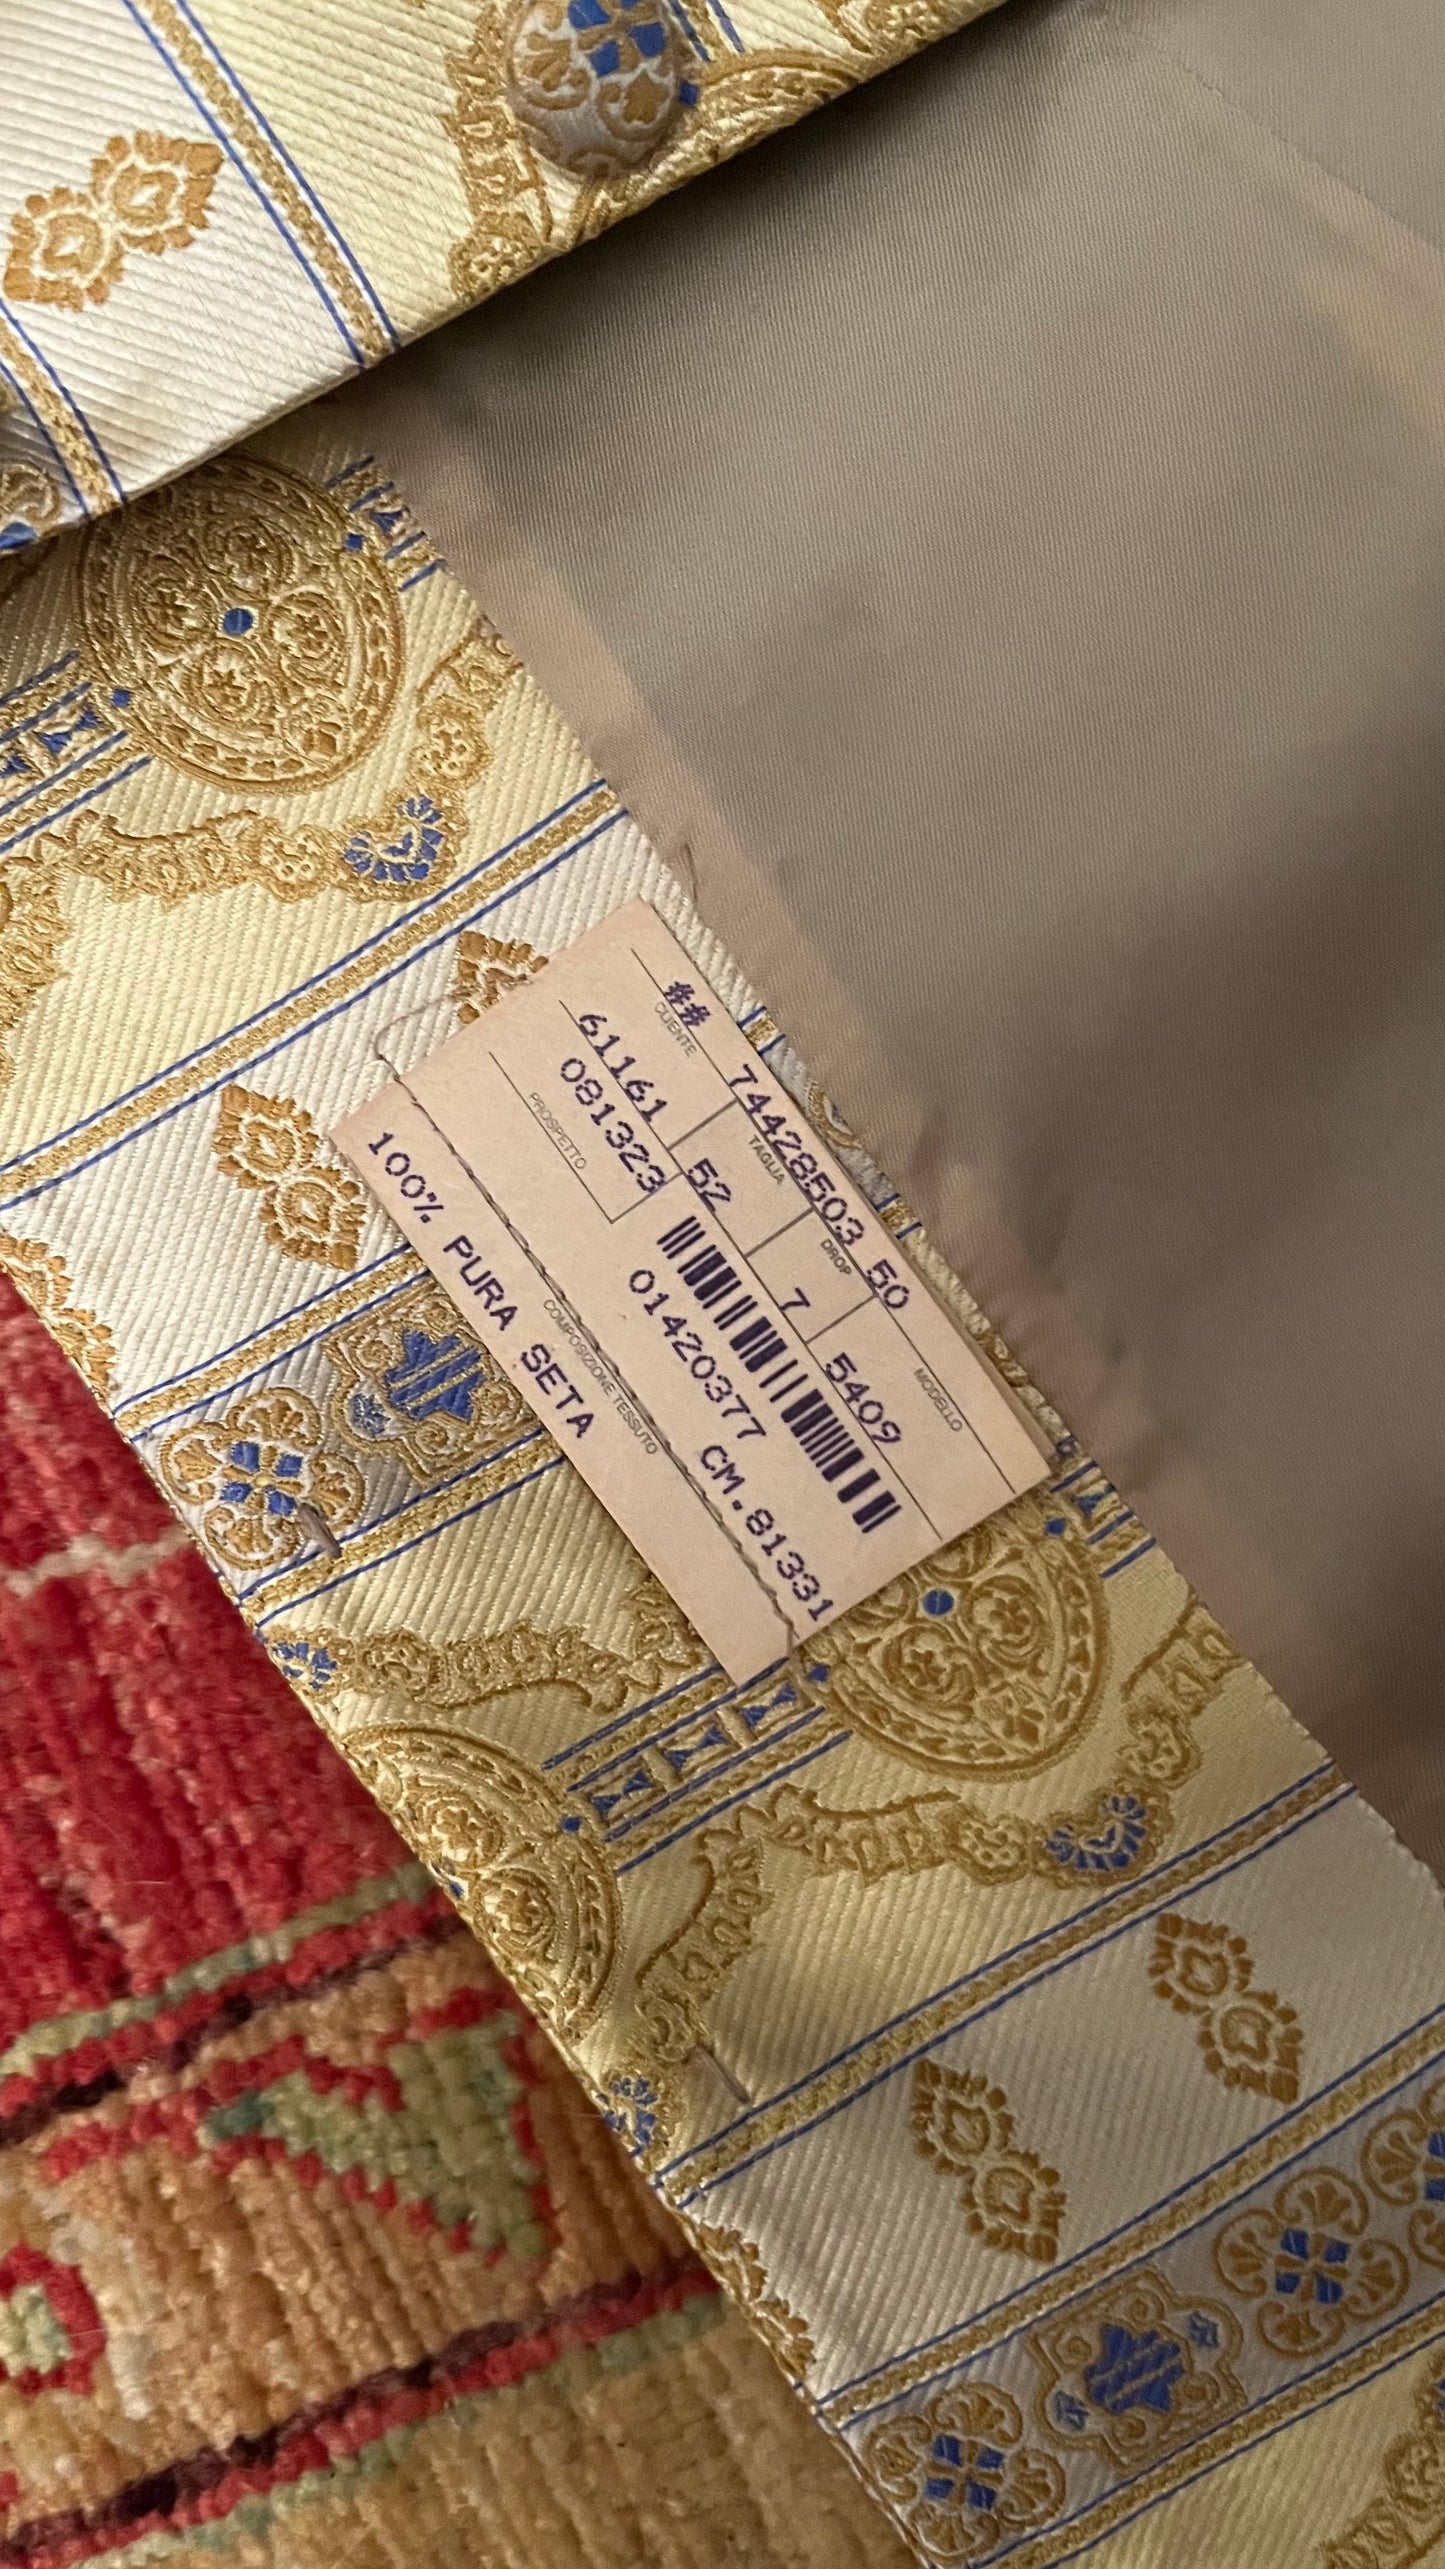 ## 74428503 50
CLIENTE TAGLIA DROP MODELLO
61161 52 7 5409
081323
PROSPETTO
01420377 CM.81331
COMPOSIZIONE TESSUTO
100% PURA SETA